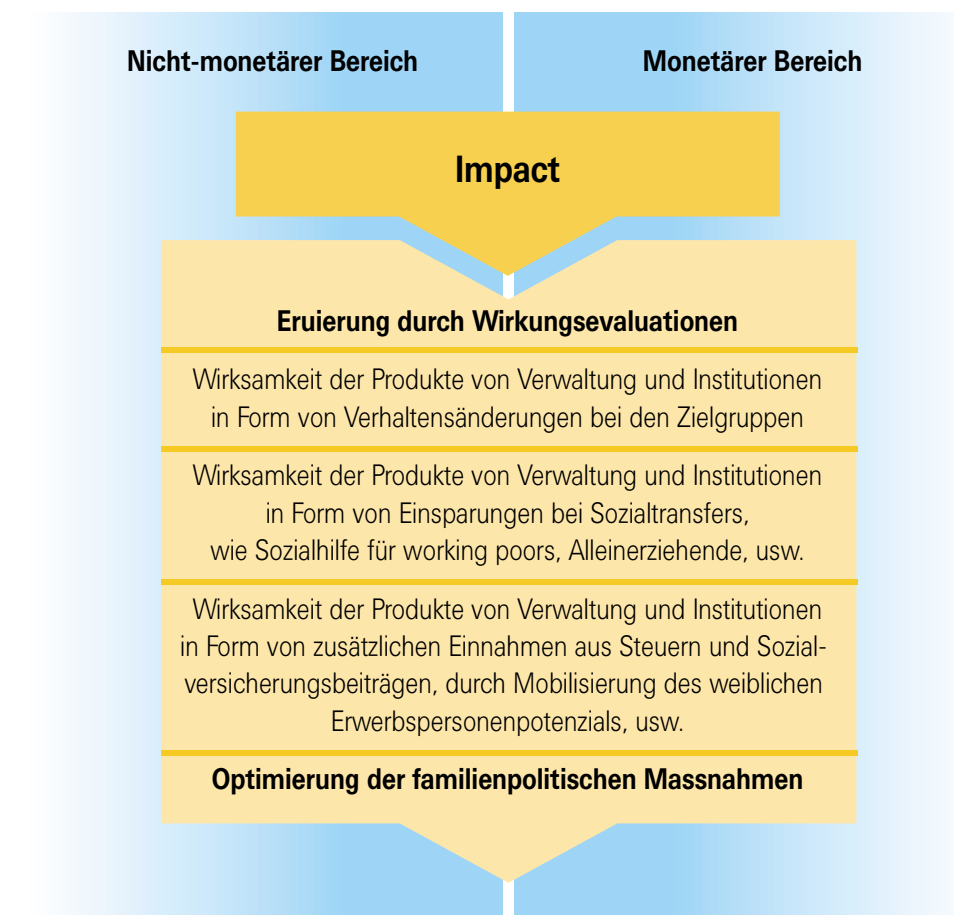 Nicht-monetärer Bereich
Monetärer Bereich
Impact
Eruierung durch Wirkungsevaluationen
Wirksamkeit der Produkte von Verwaltung und Institutionen
in Form von Verhaltensänderungen bei den Zielgruppen
Wirksamkeit der Produkte von Verwaltung und Institutionen
in Form von Einsparungen bei Sozialtransfers,
wie Sozialhilfe für working poors, Alleinerziehende, usw.
Wirksamkeit der Produkte von Verwaltung und Institutionen
in Form von zusätzlichen Einnahmen aus Steuern und Sozial-
versicherungsbeiträgen, durch Mobilisierung des weiblichen
Erwerbspersonenpotenzials, usw.
Optimierung der familienpolitischen Massnahmen